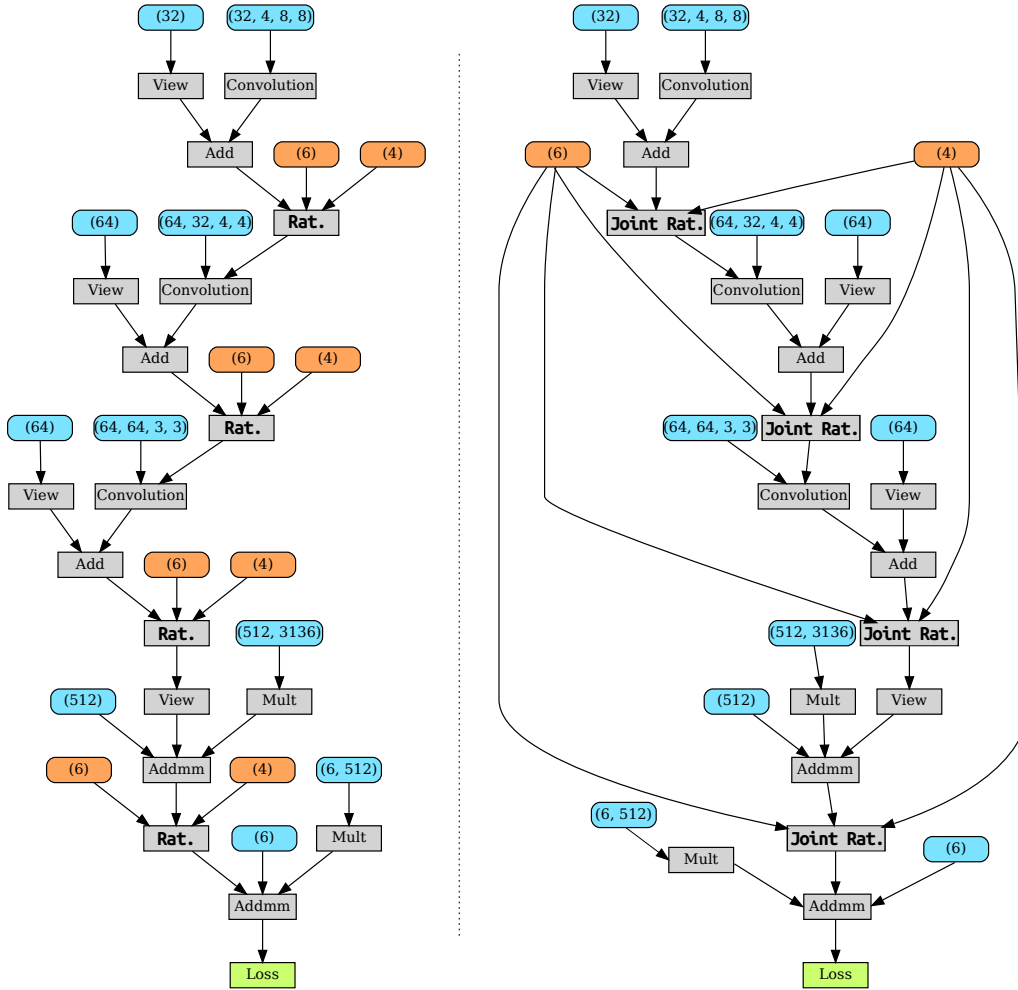 (32)
(32, 4, 8, 8)
View
Convolution
Add
(6)
(4)
Rat.
(64)
(64, 32, 4, 4)
View
Convolution
Add
(6)
(4)
Rat.
(64)
(64, 64, 3, 3)
View
Convolution
Add
(6)
(4)
Rat.
(512, 3136)
(512)
View
Mult
Addmm
(6)
(4)
(6, 512)
Rat.
(6)
Mult
Addmm
Loss
(32)
(32, 4, 8, 8)
View
Convolution
(6)
Add
(4)
Joint Rat.
(64, 32, 4, 4)
(64)
Convolution
View
Add
(64, 64, 3, 3)
Joint Rat.
(64)
Convolution
View
Add
(512, 3136)
Joint Rat.
(512)
Mult
View
Addmm
(6, 512)
Joint Rat.
(6)
Mult
Addmm
Loss